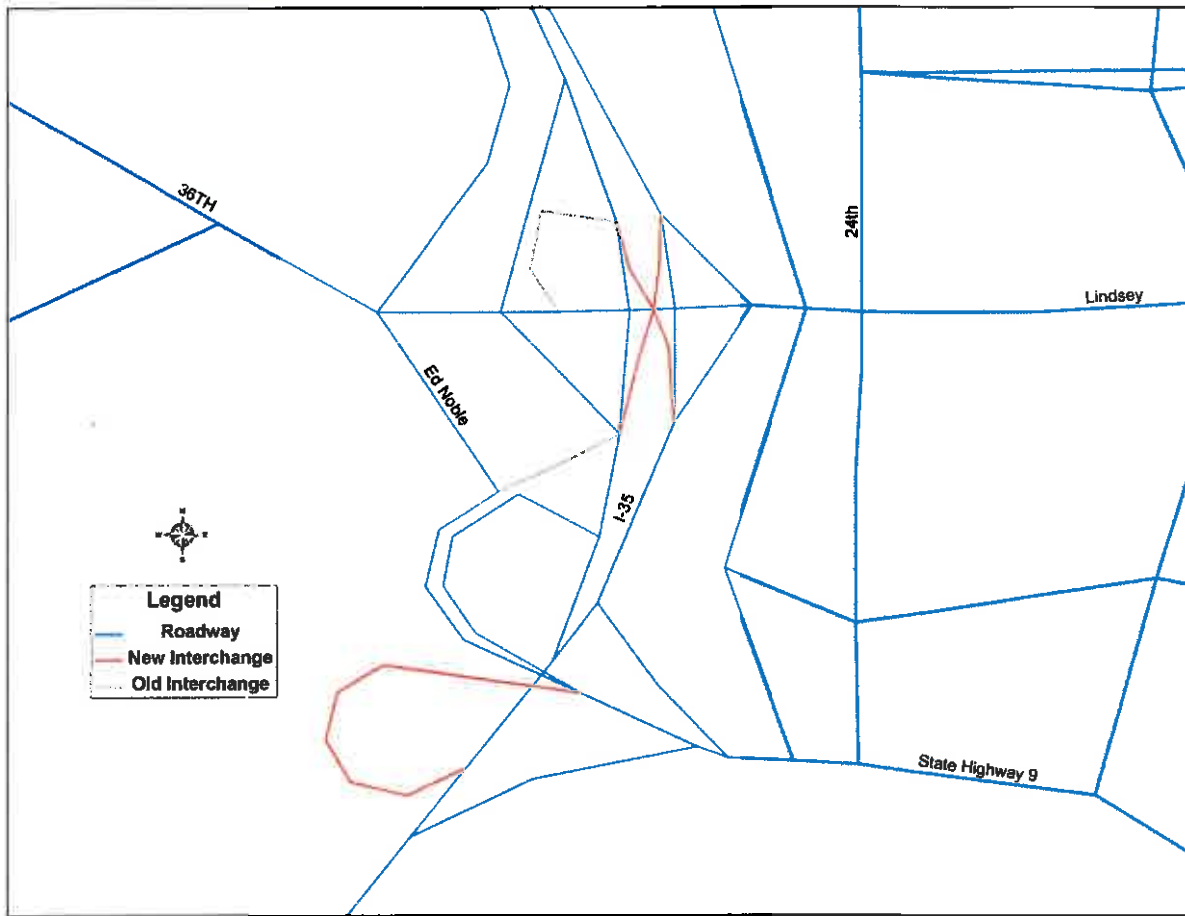 36TH
24th
Lindsey
Ed Noble
I-35
N
W E
S
Legend
Roadway
New Interchange
Old Interchange
State Highway 9